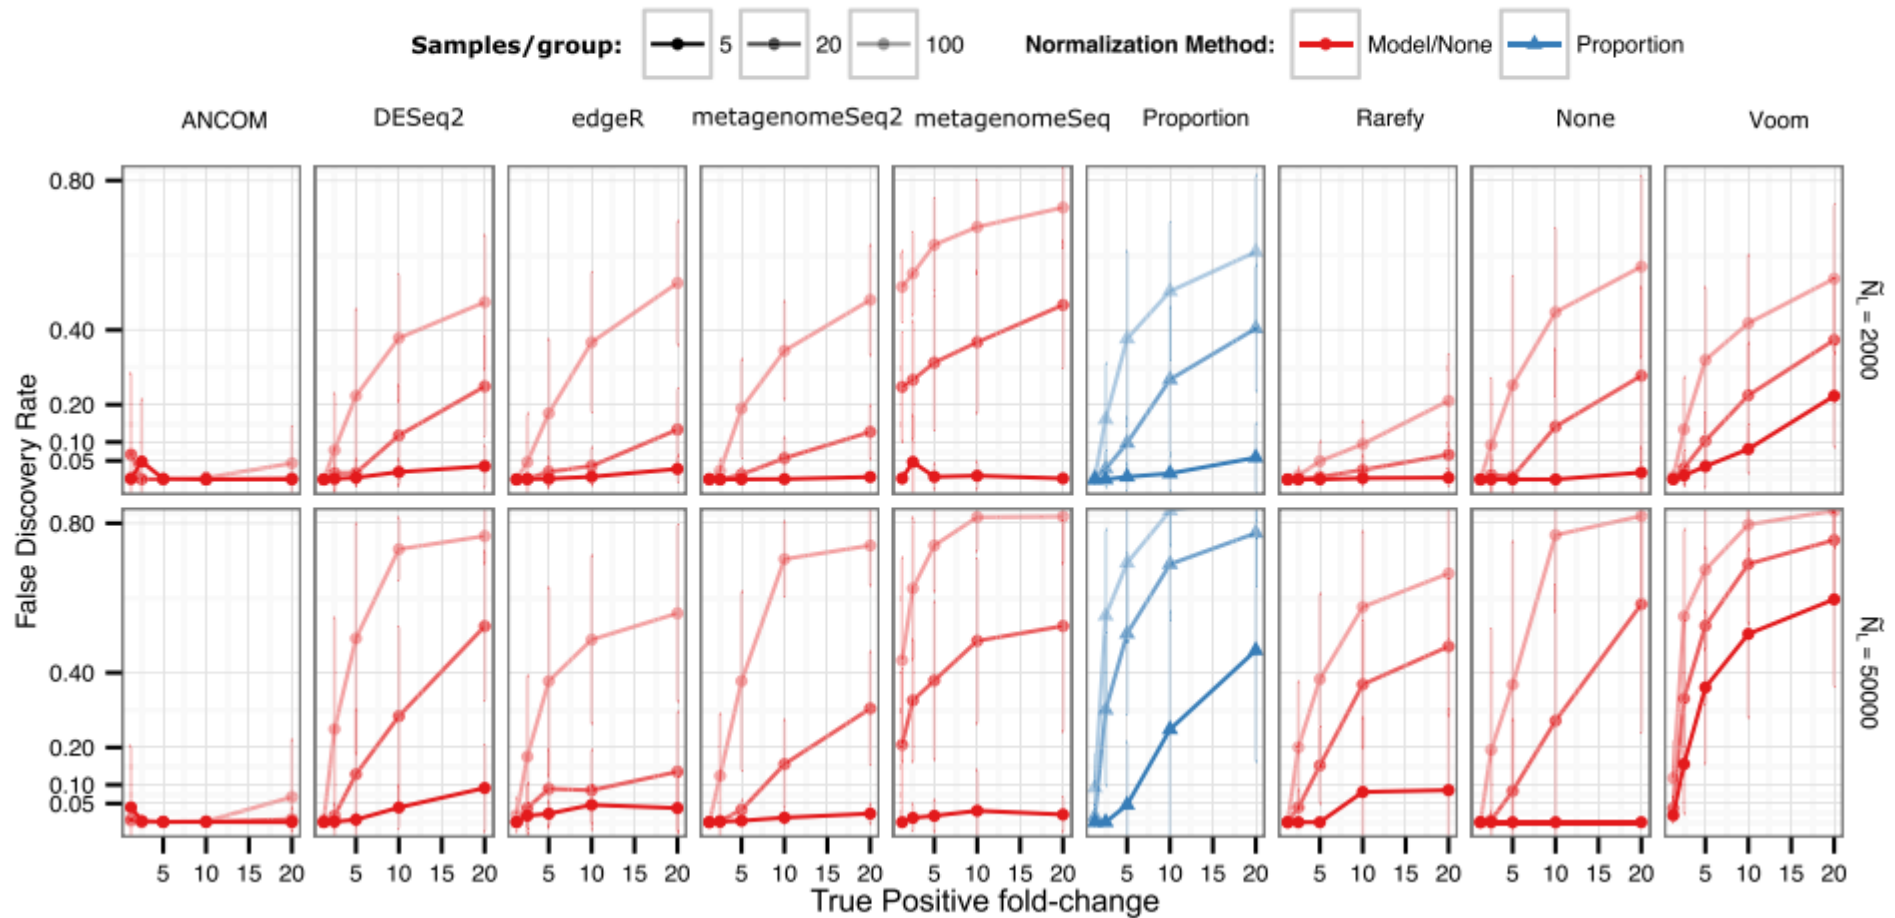 Samples/group: 5 20 100 Normalization Method: Model/None Proportion
ANCOM DESeq2 edgeR metagenomeSeq2 metagenomeSeq Proportion Rarefy None Voom
False Discovery Rate
0.80
0.40
0.20
0.10
0.05
ÑL = 2000
0.80
0.40
0.20
0.10
0.05
ÑL = 5000
5 10 15 20 5 10 15 20 5 10 15 20 5 10 15 20 5 10 15 20 5 10 15 20 5 10 15 20 5 10 15 20 5 10 15 20
True Positive fold-change